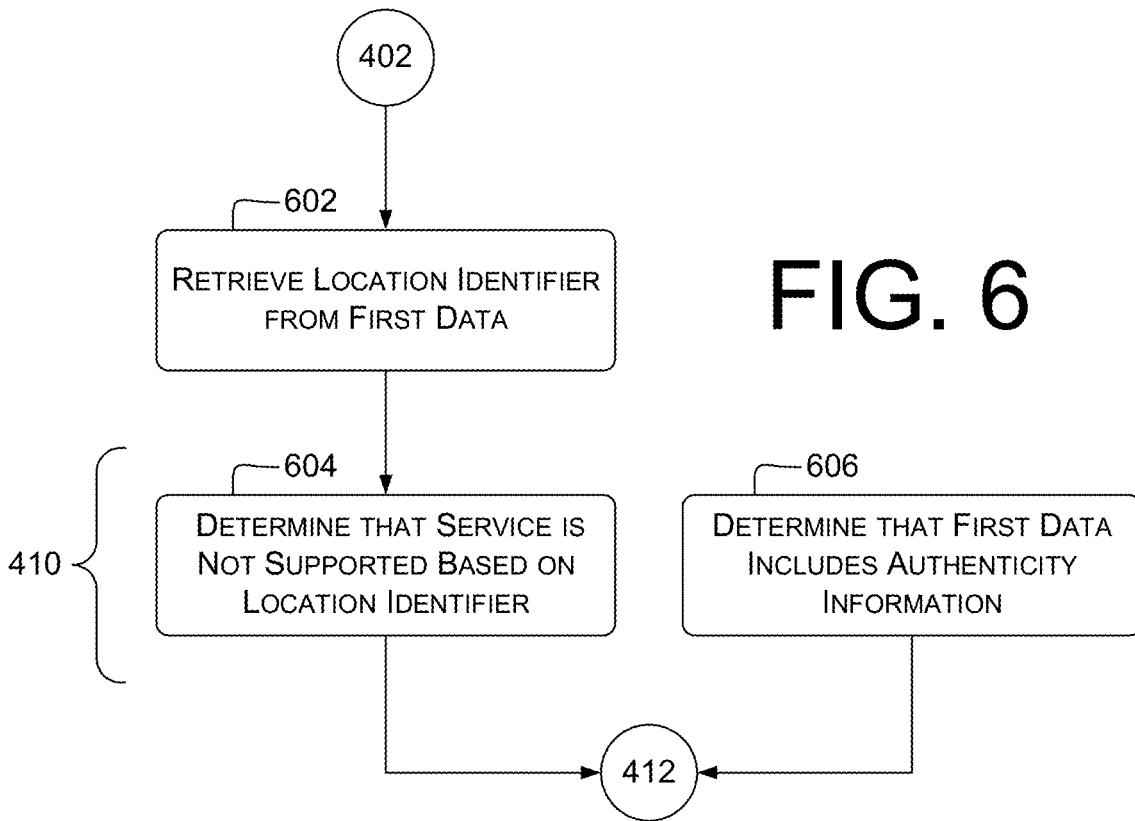 402
602
RETRIEVE LOCATION IDENTIFIER
FROM FIRST DATA
FIG. 6
410
604
DETERMINE THAT SERVICE IS
NOT SUPPORTED BASED ON
LOCATION IDENTIFIER
606
DETERMINE THAT FIRST DATA
INCLUDES AUTHENTICITY
INFORMATION
412